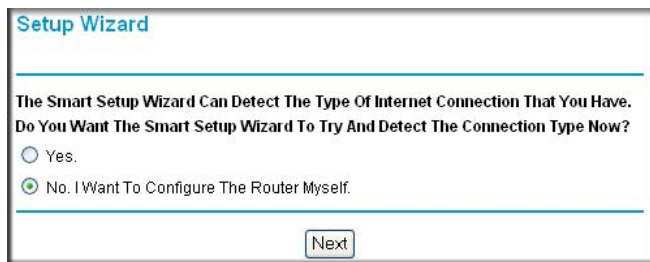 Setup Wizard
The Smart Setup Wizard Can Detect The Type Of Internet Connection That You Have.
Do You Want The Smart Setup Wizard To Try And Detect The Connection Type Now?
Yes.
No. I Want To Configure The Router Myself.
Next